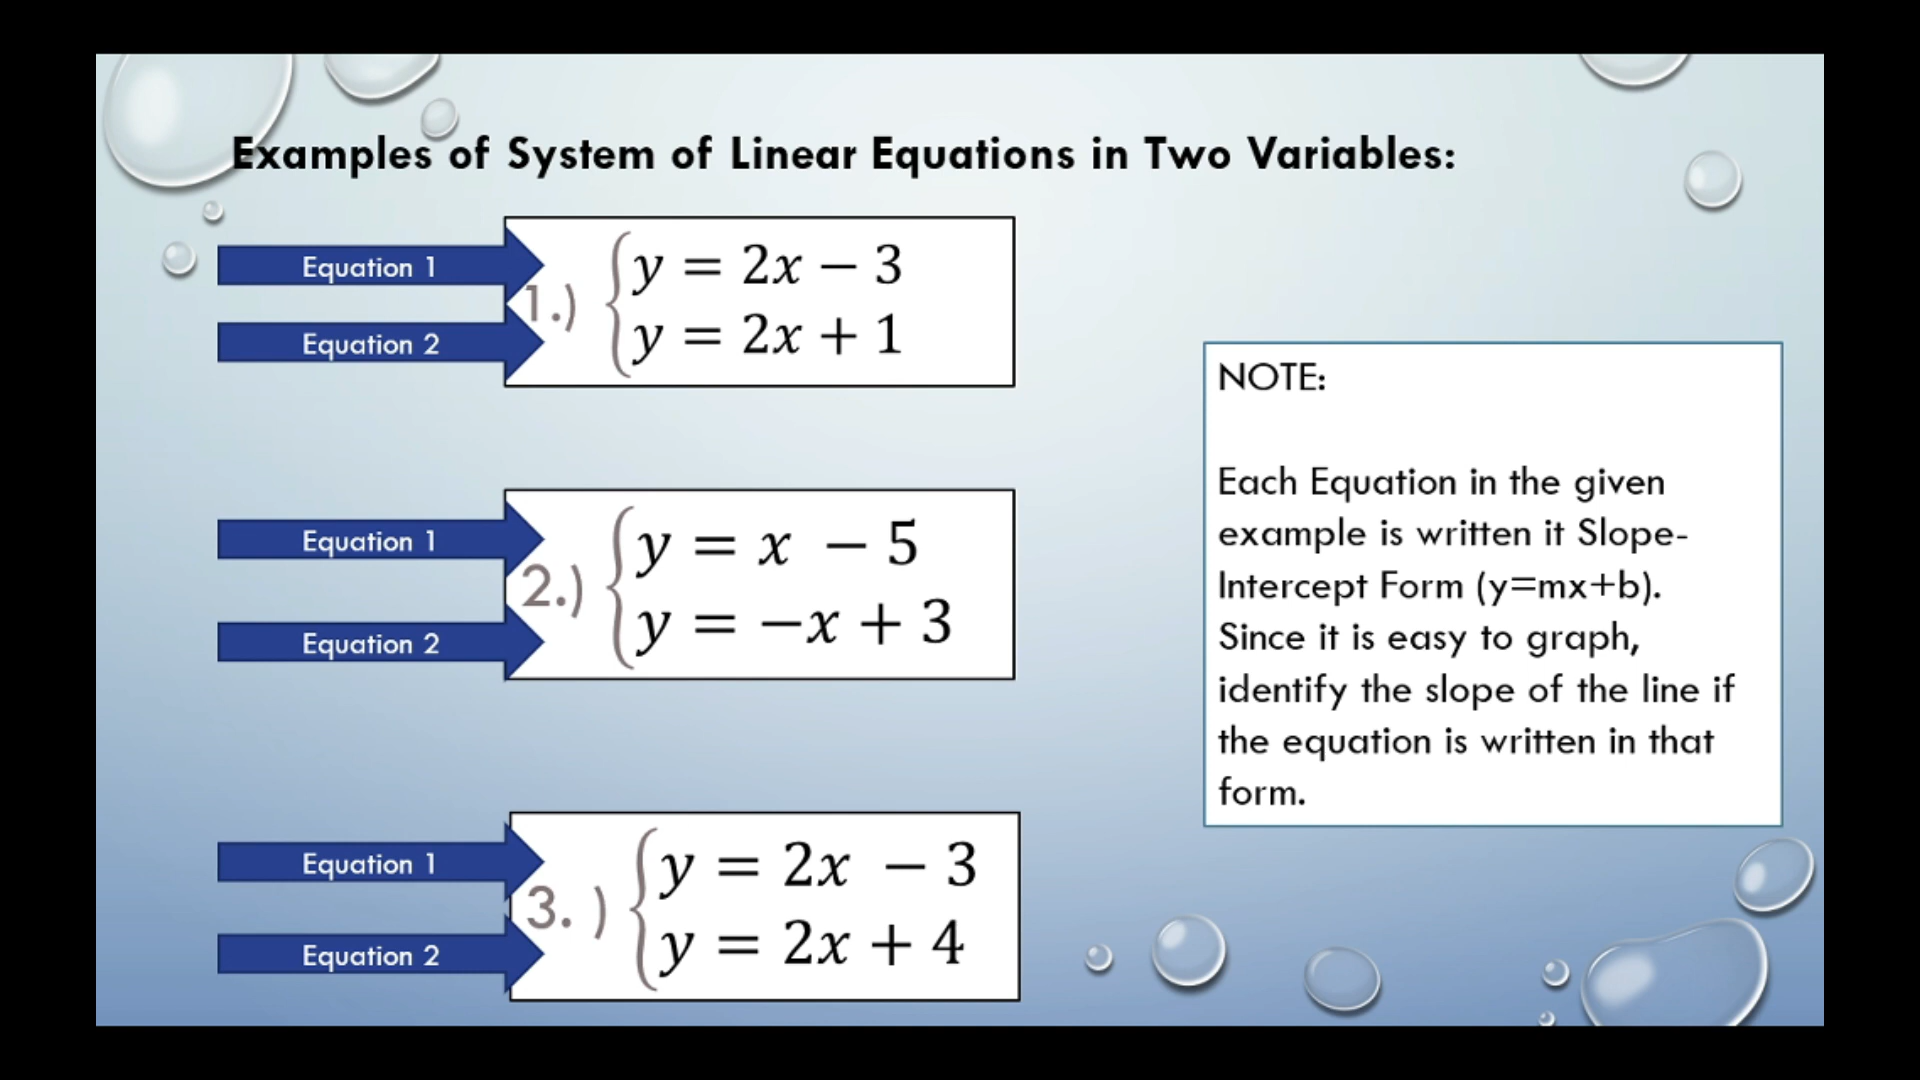 Examples of System of Linear Equations in Two Variables:
Equation 1
Equation 2
1.)
y = 2x − 3
y = 2x + 1
Equation 1
Equation 2
2.)
y = x − 5
y = −x + 3
Equation 1
Equation 2
3. )
y = 2x − 3
y = 2x + 4
NOTE:
Each Equation in the given
example is written it Slope-
Intercept Form (y=mx+b).
Since it is easy to graph,
identify the slope of the line if
the equation is written in that
form.